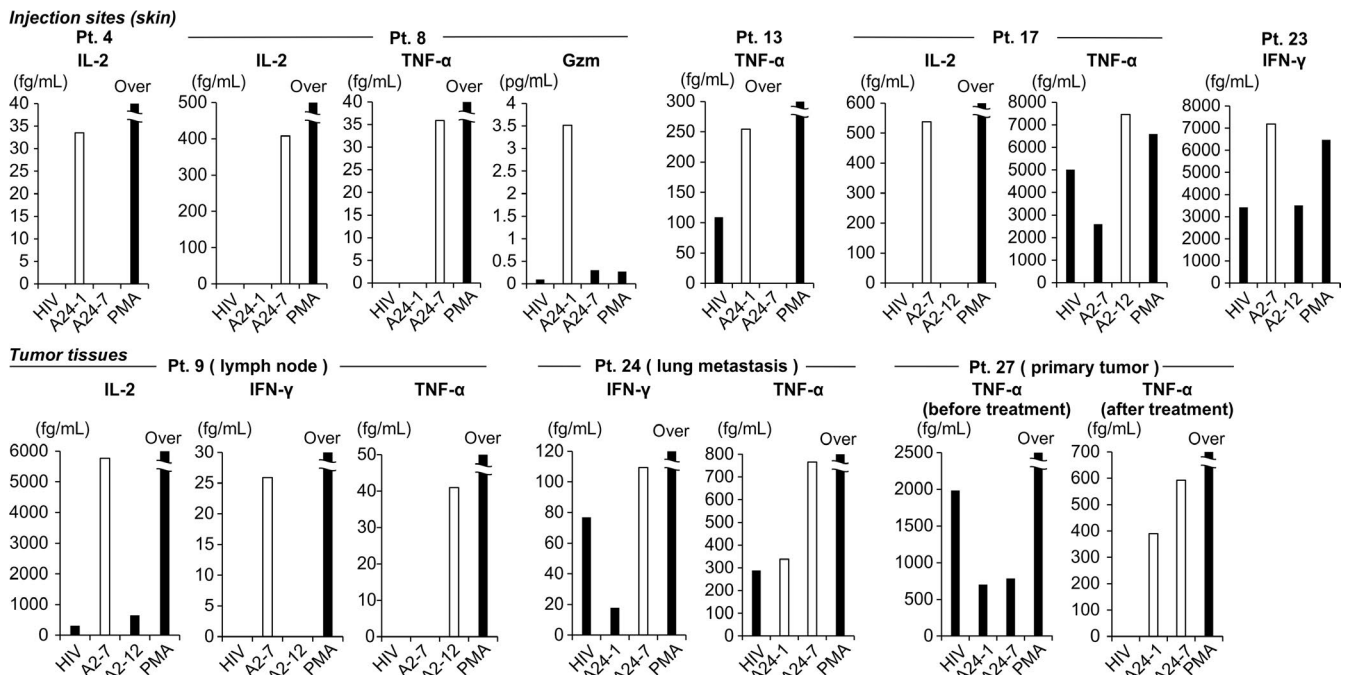 Injection sites (skin)
Pt. 4 Pt. 8 Pt. 13 Pt. 17 Pt. 23
IL-2 IL-2 TNF-α Gzm TNF-α IL-2 TNF-α IFN-γ
(fg/mL) Over (fg/mL) Over (fg/mL) Over (pg/mL) (fg/mL) Over (fg/mL) Over (fg/mL) (fg/mL)
40 500 40 4 300 600 8000 8000
35 400 35 3.5 250 500 7000 7000
30 300 30 3 200 400 6000 6000
25 200 25 2.5 150 300 5000 5000
20 100 20 2 100 200 4000 4000
15 0 15 1.5 50 100 3000 3000
10 10 1 0 0 2000 2000
5 5 0.5 1000 1000
0 0 0 0 0
HIV A24-1 A24-7 PMA HIV A24-1 A24-7 PMA HIV A24-1 A24-7 PMA HIV A24-1 A24-7 PMA HIV A24-1 A24-7 PMA HIV A2-7 A2-12 PMA HIV A2-7 A2-12 PMA HIV A2-7 A2-12 PMA
Tumor tissues
Pt. 9 ( lymph node) Pt. 24 ( lung metastasis) Pt. 27 ( primary tumor)
IL-2 IFN-γ TNF-α IFN-γ TNF-α TNF-α TNF-α
(before treatment) (after treatment)
(fg/mL) Over (fg/mL) Over (fg/mL) Over (fg/mL) Over (fg/mL) Over (fg/mL) Over (fg/mL) Over
6000 30 50 120 800 2500 700
5000 25 40 100 700 2000 600
4000 20 30 80 600 1500 500
3000 15 20 60 500 1000 400
2000 10 10 40 400 500 300
1000 5 0 20 300 0 200
0 0 0 200 100
100 0
0
HIV A2-7 A2-12 PMA HIV A2-7 A2-12 PMA HIV A2-7 A2-12 PMA HIV A24-1 A24-7 PMA HIV A24-1 A24-7 PMA HIV A24-1 A24-7 PMA HIV A24-1 A24-7 PMA